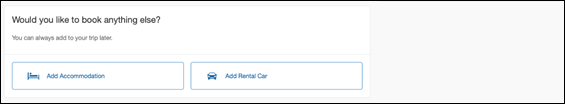 Would you like to book anything else?
You can always add to your trip later.
Add Accommodation
Add Rental Car